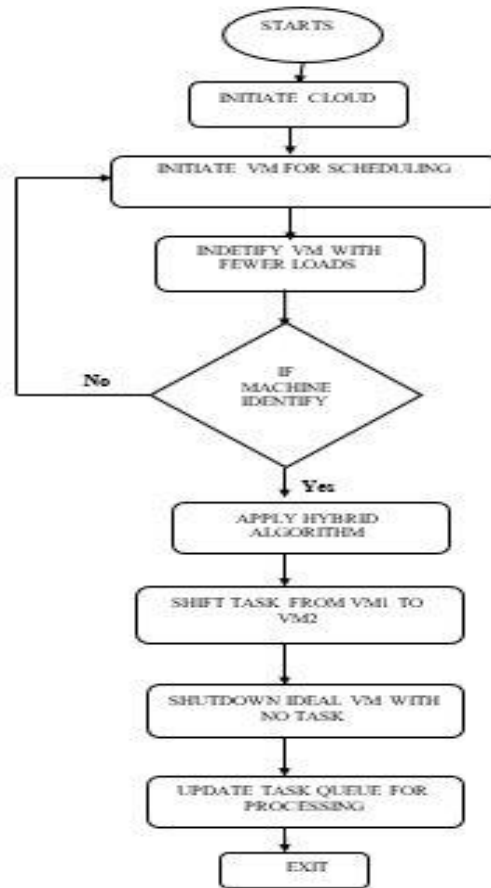 STARTS
INITIATE CLOUD
INITIATE VM FOR SCHEDULING
INDETIFY VM WITH
FEWER LOADS
IF
MACHINE
IDENTIFY
No
Yes
APPLY HYBRID
ALGORITHM
SHIFT TASK FROM VM1 TO
VM2
SHUTDOWN IDEAL VM WITH
NO TASK
UPDATE TASK QUEUE FOR
PROCESSING
EXIT